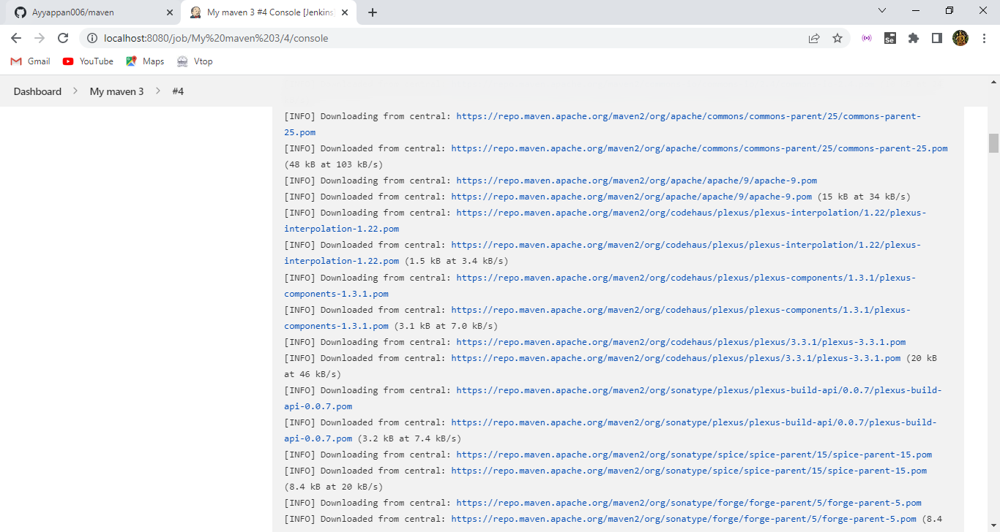 Ayyappan006/maven
My maven 3 #4 Console [Jenkins
localhost:8080/job/My%20maven%203/4/console
Se
Gmail
YouTube
Maps
Vtop
Dashboard > My maven 3 > #4
[INFO] Downloading from central: https://repo.maven.apache.org/maven2/org/apache/commons/commons-parent/25/commons-parent-
25.pom
[INFO] Downloaded from central: https://repo.maven.apache.org/maven2/org/apache/commons/commons-parent/25/commons-parent-25.pom
(48 kB at 103 kB/s)
[INFO] Downloading from central: https://repo.maven.apache.org/maven2/org/apache/apache/9/apache-9.pom
[INFO] Downloaded from central: https://repo.maven.apache.org/maven2/org/apache/apache/9/apache-9.pom (15 kB at 34 kB/s)
[INFO] Downloading from central: https://repo.maven.apache.org/maven2/org/codehaus/plexus/plexus-interpolation/1.22/plexus-
interpolation-1.22.pom
[INFO] Downloaded from central: https://repo.maven.apache.org/maven2/org/codehaus/plexus/plexus-interpolation/1.22/plexus-
interpolation-1.22.pom (1.5 kB at 3.4 kB/s)
[INFO] Downloading from central: https://repo.maven.apache.org/maven2/org/codehaus/plexus/plexus-components/1.3.1/plexus-
components-1.3.1.pom
[INFO] Downloaded from central: https://repo.maven.apache.org/maven2/org/codehaus/plexus/plexus-components/1.3.1/plexus-
components-1.3.1.pom (3.1 kB at 7.0 kB/s)
[INFO] Downloading from central: https://repo.maven.apache.org/maven2/org/codehaus/plexus/plexus/3.3.1/plexus-3.3.1.pom
[INFO] Downloaded from central: https://repo.maven.apache.org/maven2/org/codehaus/plexus/plexus/3.3.1/plexus-3.3.1.pom (20 kB
at 46 kB/s)
[INFO] Downloading from central: https://repo.maven.apache.org/maven2/org/sonatype/plexus/plexus-build-api/0.0.7/plexus-build-
api-0.0.7.pom
[INFO] Downloaded from central: https://repo.maven.apache.org/maven2/org/sonatype/plexus/plexus-build-api/0.0.7/plexus-build-
api-0.0.7.pom (3.2 kB at 7.4 kB/s)
[INFO] Downloading from central: https://repo.maven.apache.org/maven2/org/sonatype/spice/spice-parent/15/spice-parent-15.pom
[INFO] Downloaded from central: https://repo.maven.apache.org/maven2/org/sonatype/spice/spice-parent/15/spice-parent-15.pom
(8.4 kB at 20 kB/s)
[INFO] Downloading from central: https://repo.maven.apache.org/maven2/org/sonatype/forge/forge-parent/5/forge-parent-5.pom
[INFO] Downloaded from central: https://repo.maven.apache.org/maven2/org/sonatype/forge/forge-parent/5/forge-parent-5.pom (8.4